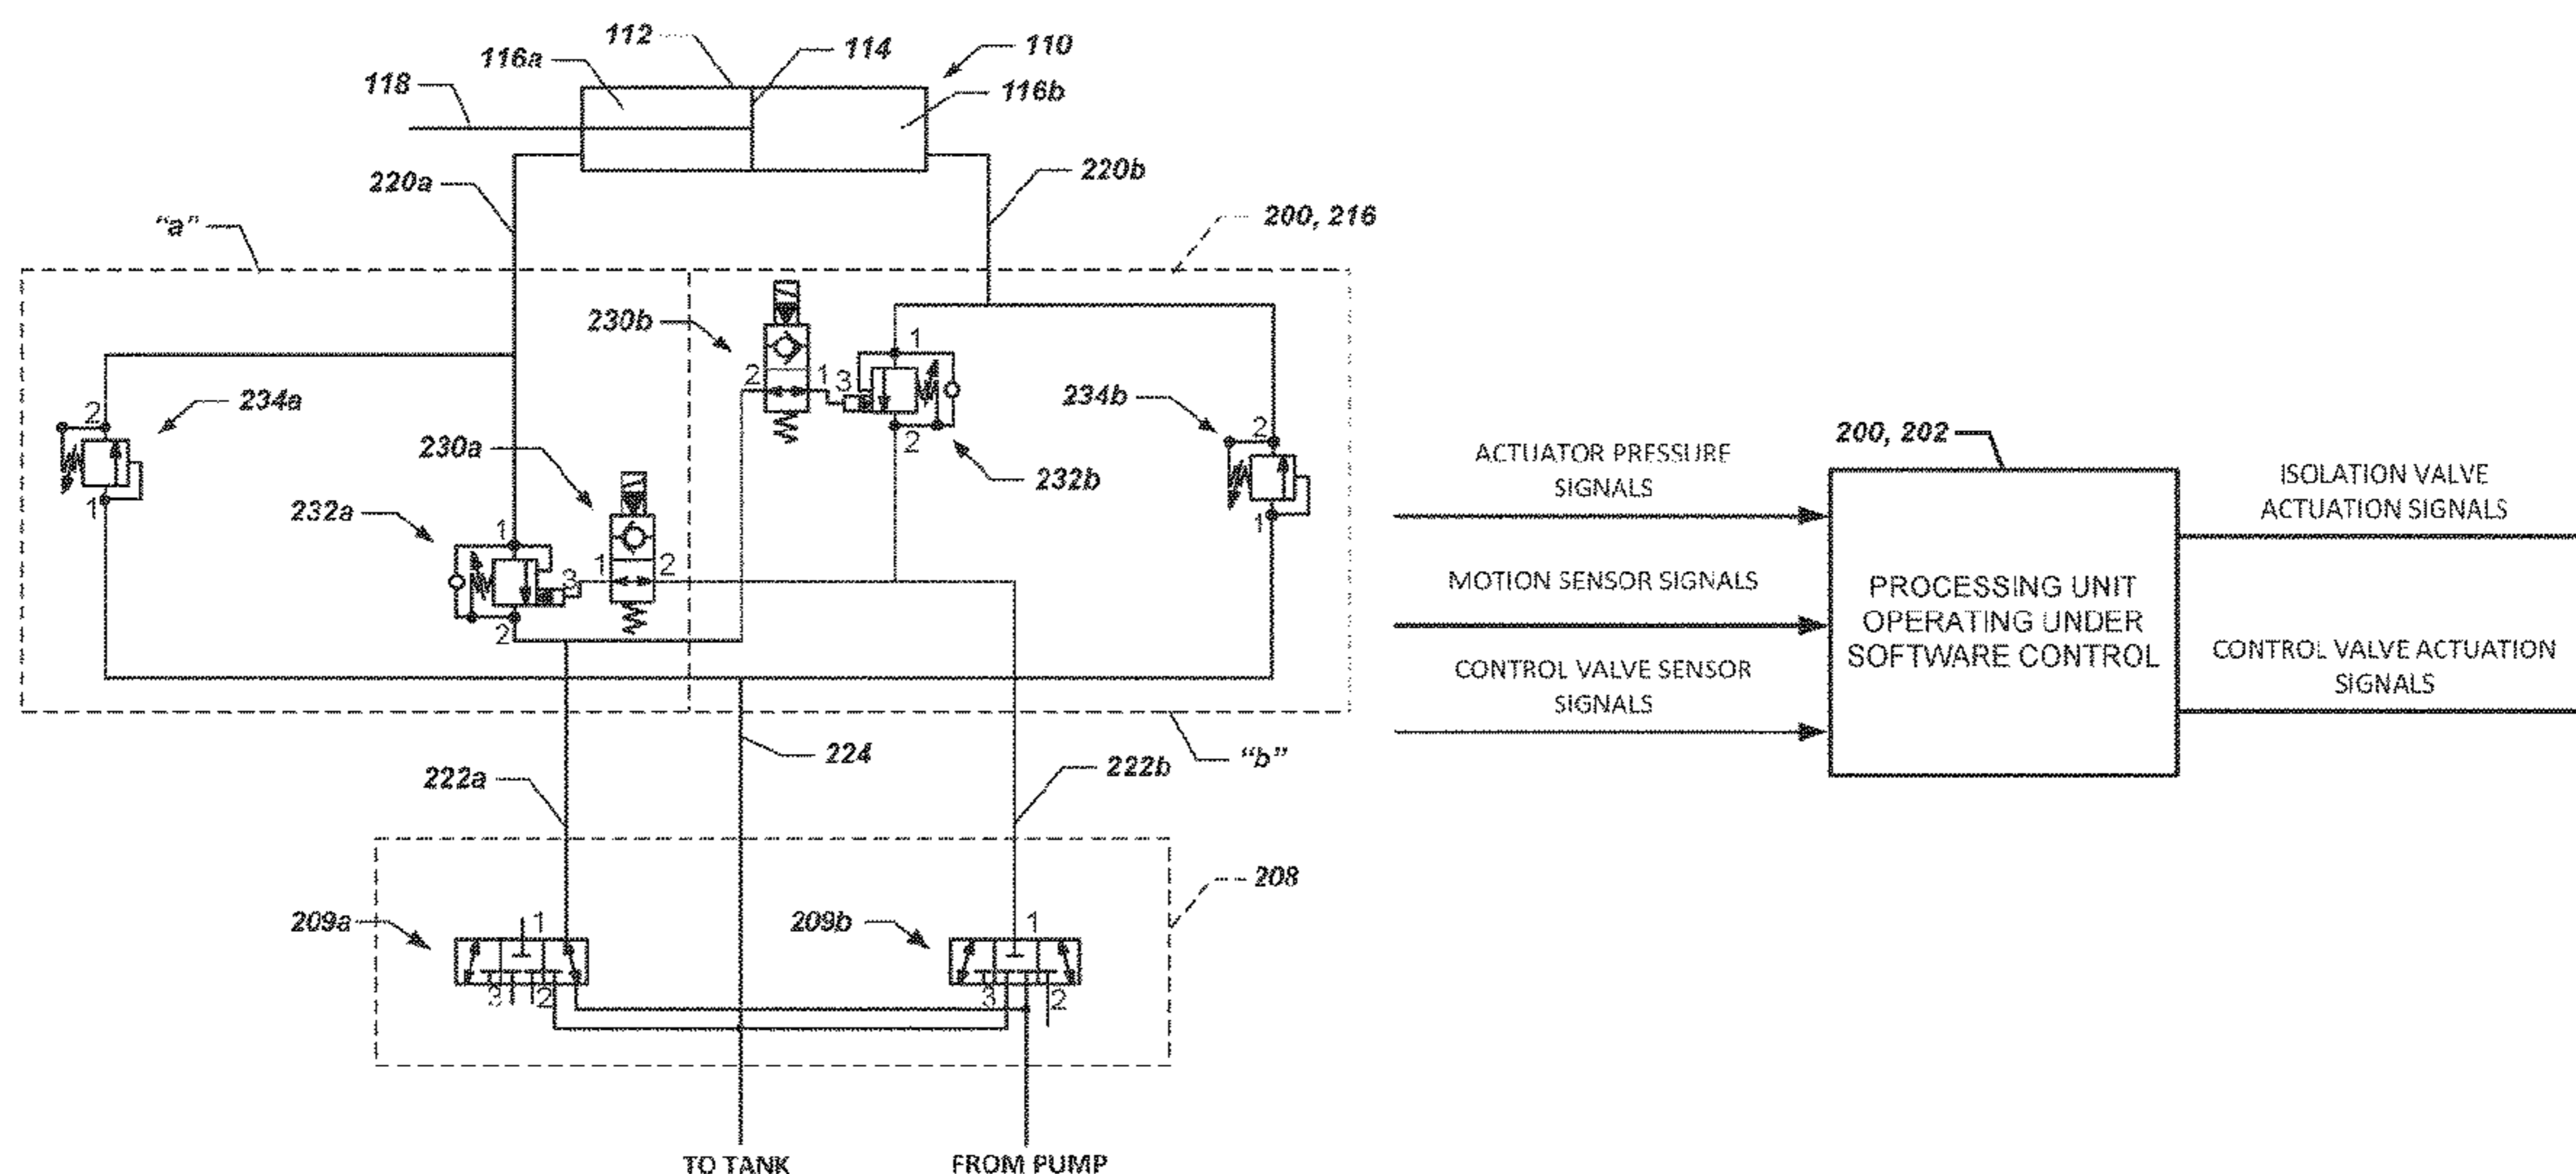 112
114
110
116a
118
116b
220a
220b
"a"
200, 216
230b
1
2
1
3
234a
2
234b
2
230a
2
232b
1
232a
1
1
1
2
3
2
"b"
224
222a
222b
208
209a
1
209b
1
3
2
3
2
TO TANK
FROM PUMP
200, 202
ACTUATOR PRESSURE
SIGNALS
MOTION SENSOR SIGNALS
CONTROL VALVE SENSOR
SIGNALS
PROCESSING UNIT
OPERATING UNDER
SOFTWARE CONTROL
ISOLATION VALVE
ACTUATION SIGNALS
CONTROL VALVE ACTUATION
SIGNALS